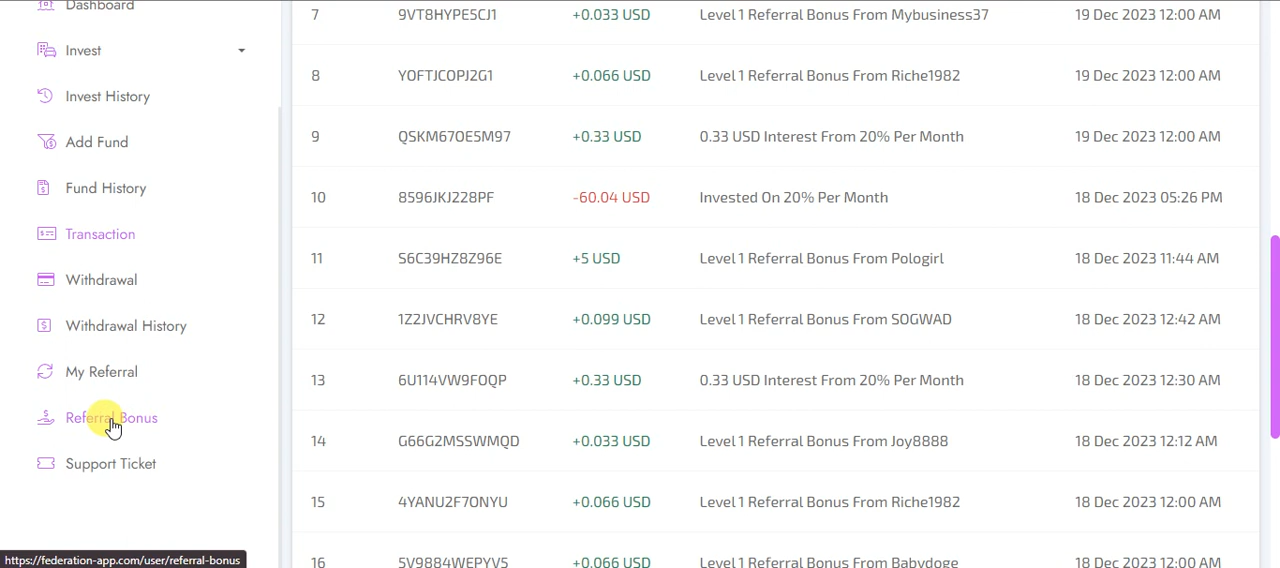 Dashboard
Invest
Invest History
Add Fund
Fund History
Transaction
Withdrawal
Withdrawal History
My Referral
Referral Bonus
Support Ticket
7 9VT8HYPE5CJ1 +0.033 USD Level 1 Referral Bonus From Mybusiness37 19 Dec 2023 12:00 AM
8 YOFTJCOPJ2G1 +0.066 USD Level 1 Referral Bonus From Riche1982 19 Dec 2023 12:00 AM
9 QSKM67OE5M97 +0.33 USD 0.33 USD Interest From 20% Per Month 19 Dec 2023 12:00 AM
10 8596JKJ228PF -60.04 USD Invested On 20% Per Month 18 Dec 2023 05:26 PM
11 S6C39HZ8Z96E +5 USD Level 1 Referral Bonus From Pologirl 18 Dec 2023 11:44 AM
12 1Z2JVCHRV8YE +0.099 USD Level 1 Referral Bonus From SOGWAD 18 Dec 2023 12:42 AM
13 6U114VW9FOQP +0.33 USD 0.33 USD Interest From 20% Per Month 18 Dec 2023 12:30 AM
14 G66G2MSSWMQD +0.033 USD Level 1 Referral Bonus From Joy8888 18 Dec 2023 12:12 AM
15 4YANU2F7ONYU +0.066 USD Level 1 Referral Bonus From Riche1982 18 Dec 2023 12:00 AM
16 5V9884WEPYV5 +0.066 USD Level 1 Referral Bonus From Babydoge 18 Dec 2023 12:00 AM
https://federation-app.com/user/referral-bonus